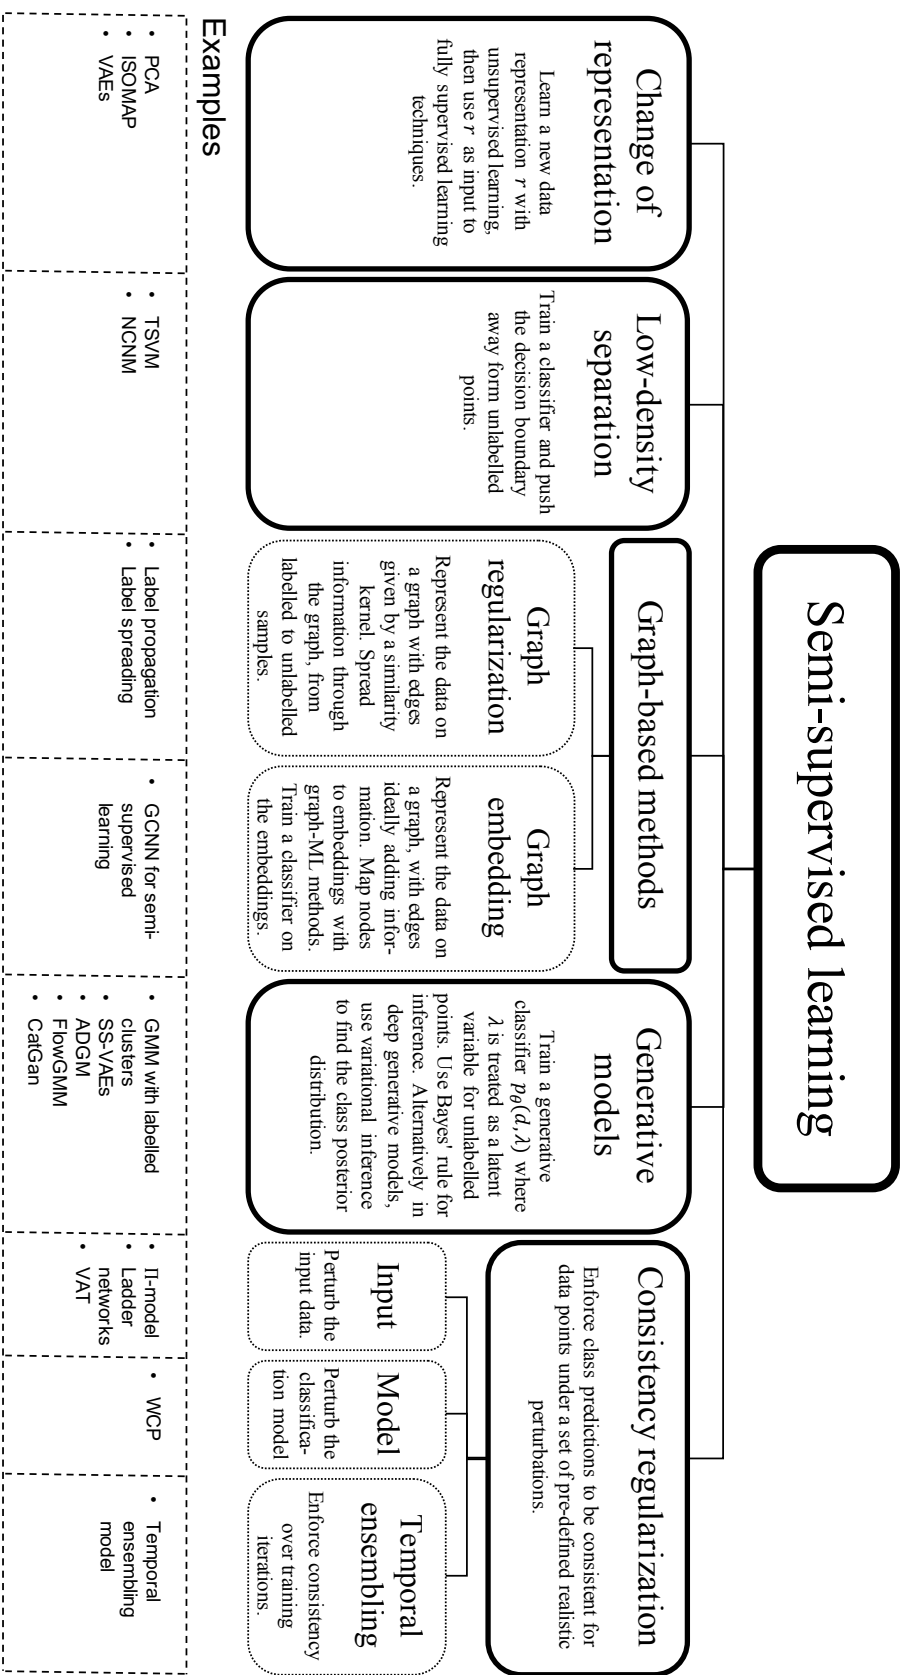 Semi-supervised learning
Change of
representation
Learn a new data
representation r with
unsupervised learning,
then use r as input to
fully supervised learning
techniques.
Low-density
separation
Train a classifier and push
the decision boundary
away form unlabelled
points.
Graph-based methods
Graph
regularization
Represent the data on
a graph with edges
given by a similarity
kernel. Spread
information through
the graph, from
labelled to unlabelled
samples.
Graph
embedding
Represent the data on
a graph, with edges
ideally adding infor-
mation. Map nodes
to embeddings with
graph-ML methods.
Train a classifier on
the embeddings.
Generative
models
Train a generative
classifier pθ(d, λ) where
λ is treated as a latent
variable for unlabelled
points. Use Bayes' rule for
inference. Alternatively in
deep generative models,
use variational inference
to find the class posterior
distribution.
Consistency regularization
Enforce class predictions to be consistent for
data points under a set of pre-defined realistic
perturbations.
Input
Perturb the
input data.
Model
Perturb the
classifica-
tion model
Temporal
ensembling
Enforce consistency
over training
iterations.
Examples
• PCA
• ISOMAP
• VAEs
• TSVM
• NCNM
• Label propagation
• Label spreading
• GCNN for semi-
supervised
learning
• GMM with labelled
clusters
• SS-VAEs
• ADGM
• FlowGMM
• CatGan
• Π-model
• Ladder
networks
• VAT
• WCP
• Temporal
ensembling
model